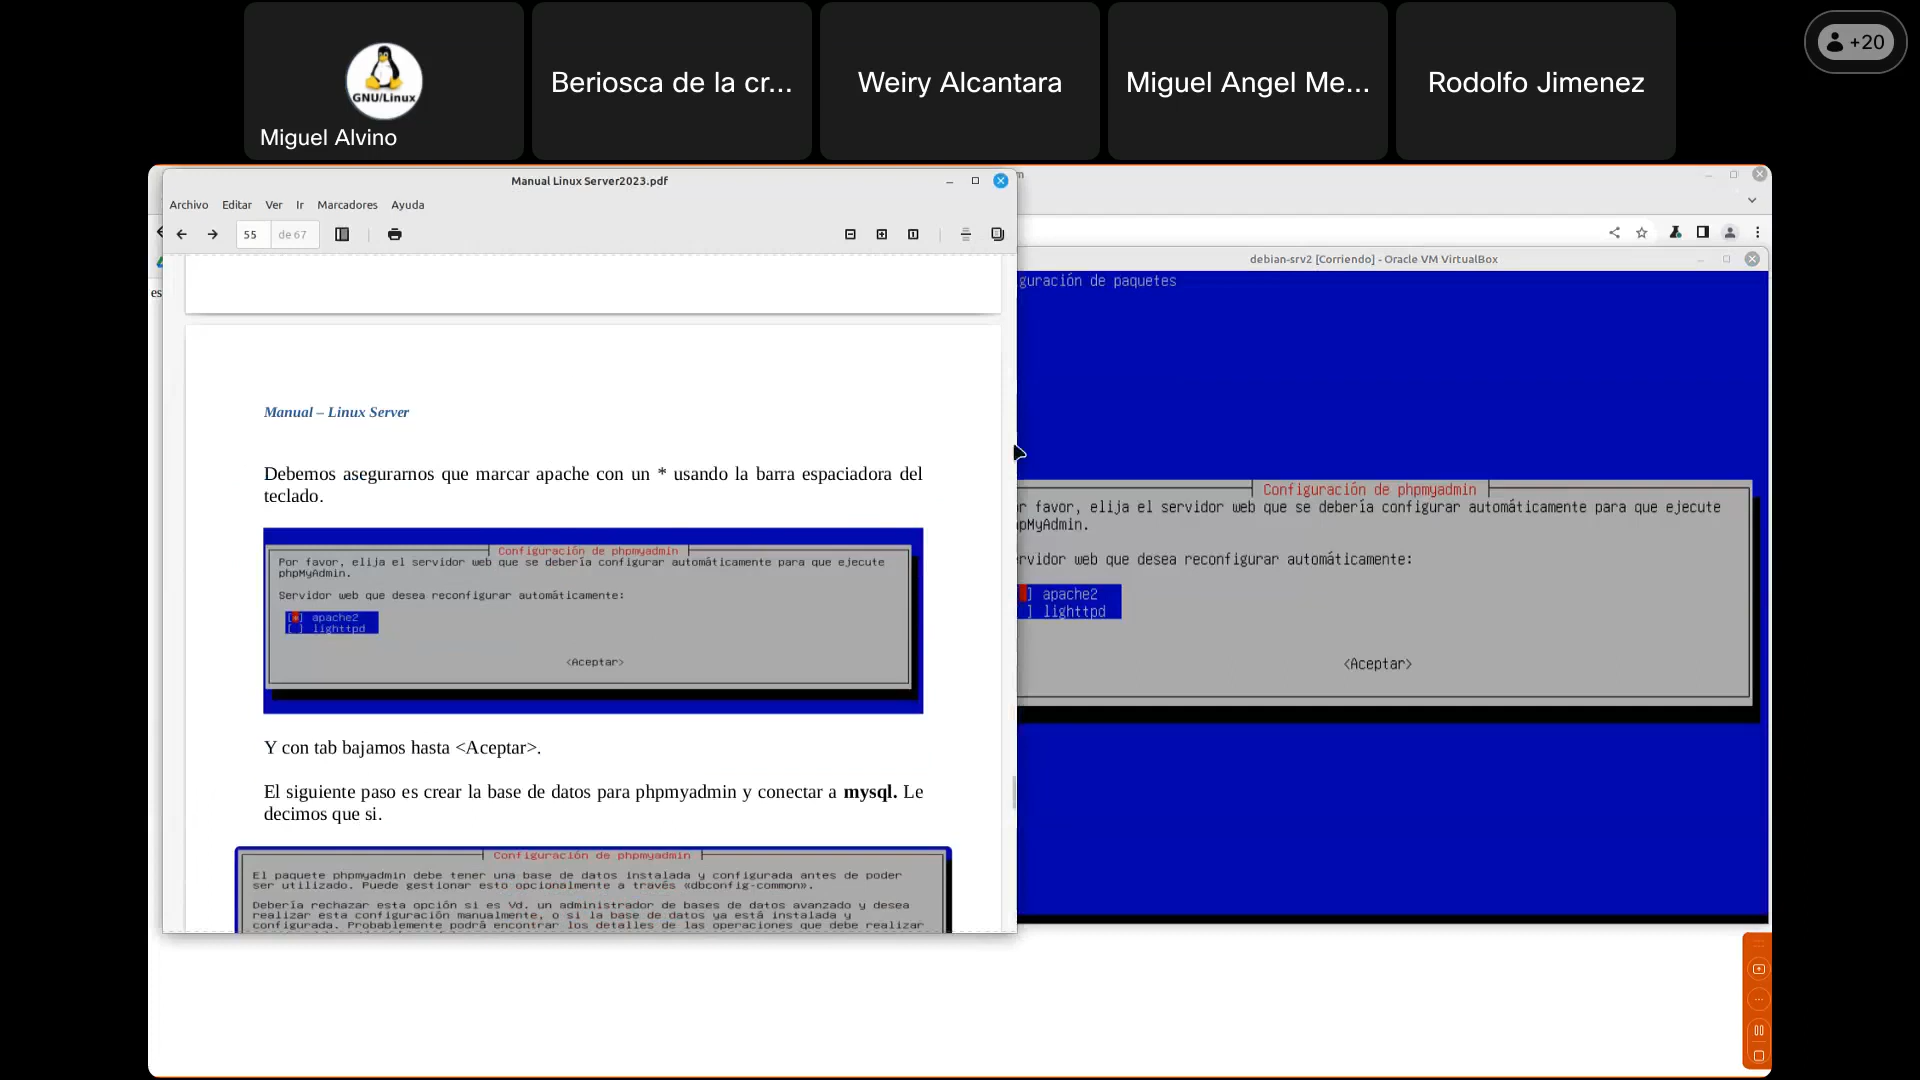 GNU/Linux
Miguel Alvino
Beriosca de la cr...
Weiry Alcantara
Miguel Angel Me...
Rodolfo Jimenez
+20
Manual Linux Server2023.pdf
Archivo Editar Ver Ir Marcadores Ayuda
55 de 67
es
Manual – Linux Server
Debemos asegurarnos que marcar apache con un * usando la barra espaciadora del
teclado.
Configuración de phpmyadmin
Por favor, elija el servidor web que se debería configurar automáticamente para que ejecute
phpMyAdmin.
Servidor web que desea reconfigurar automáticamente:
[*] apache2
[ ] lighttpd
<Aceptar>
Y con tab bajamos hasta <Aceptar>.
El siguiente paso es crear la base de datos para phpmyadmin y conectar a mysql. Le
decimos que si.
Configuración de phpmyadmin
El paquete phpmyadmin debe tener una base de datos instalada y configurada antes de poder
ser utilizado. Puede gestionar esto opcionalmente a través «dbconfig-common».
Debería rechazar esta opción si es Vd. un administrador de bases de datos avanzado y desea
realizar esta configuración manualmente, o si la base de datos ya está instalada y
configurada. Probablemente podrá encontrar los detalles de las operaciones que debe realizar
debian-srv2 [Corriendo] - Oracle VM VirtualBox
guración de paquetes
Configuración de phpmyadmin
r favor, elija el servidor web que se debería configurar automáticamente para que ejecute
pMyAdmin.
rvidor web que desea reconfigurar automáticamente:
] apache2
] lighttpd
<Aceptar>